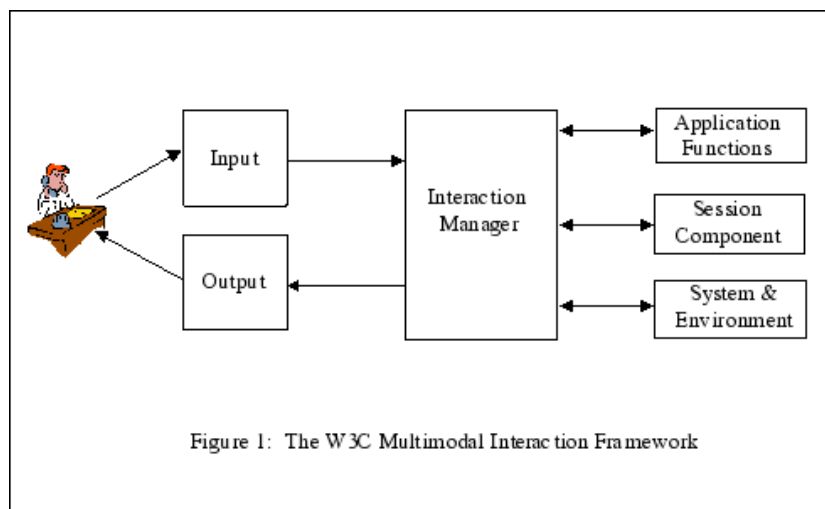 Input
Output
Interaction
Manager
Application
Functions
Session
Component
System &
Environment
Figure 1: The W3C Multimodal Interaction Framework